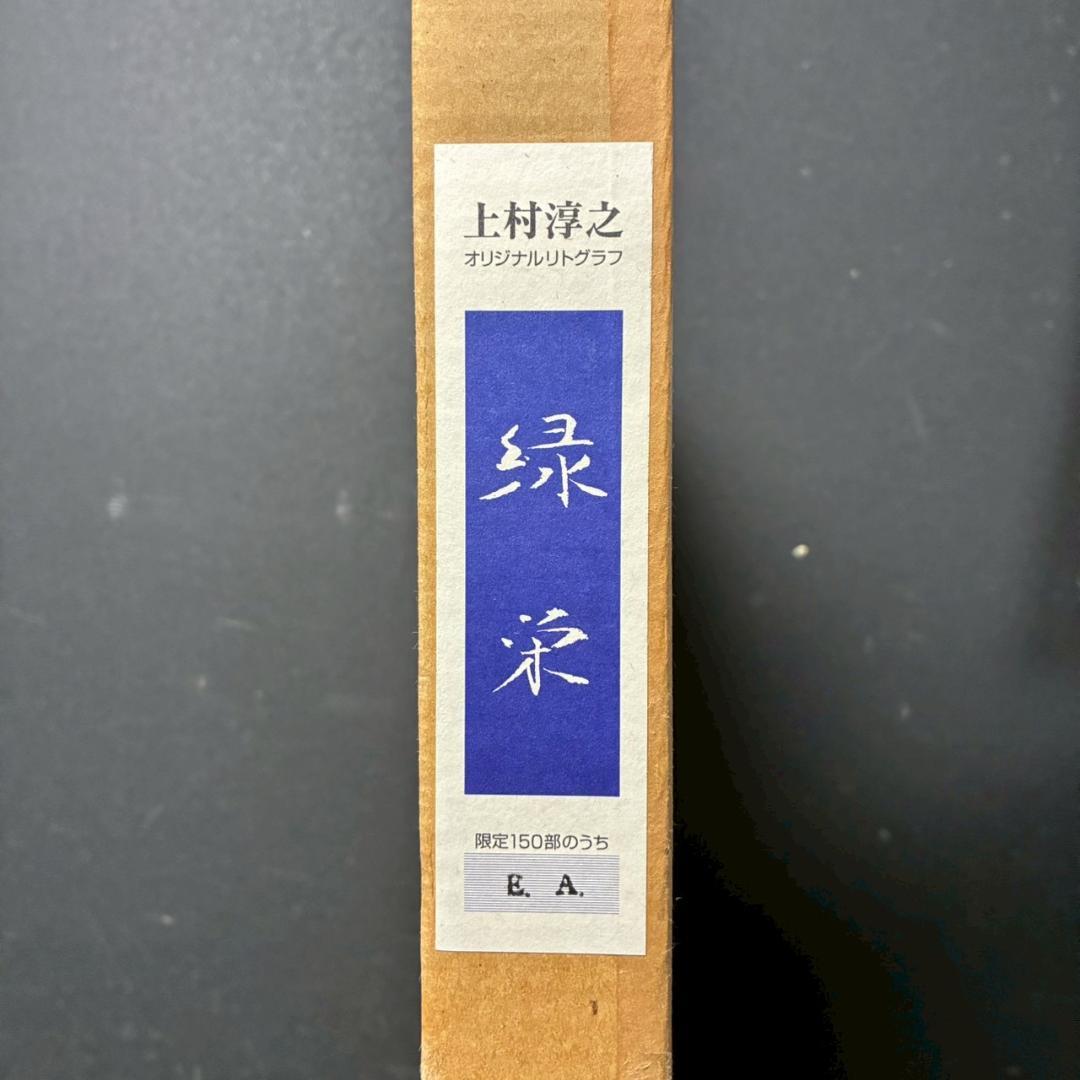 上村淳之
オリジナルリトグラフ
緑栄
限定150部のうち
E. A.